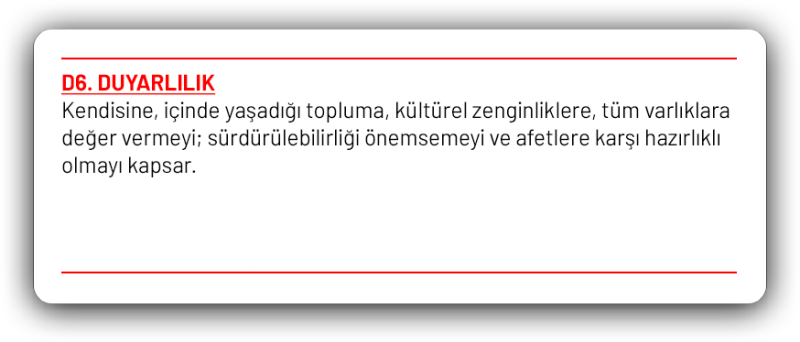 D6. DUYARLILIK
Kendisine, içinde yaşadığı topluma, kültürel zenginliklere, tüm varlıklara
değer vermeyi; sürdürülebilirliği önemsemeyi ve afetlere karşı hazırlıklı
olmayı kapsar.